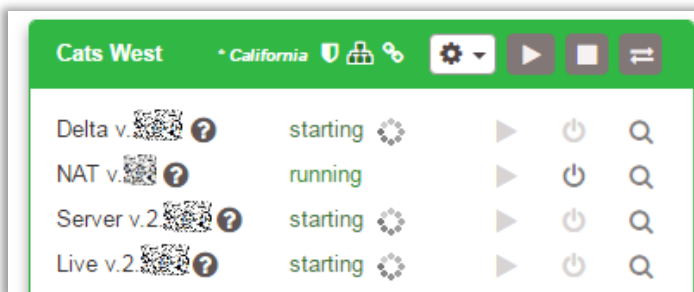 Cats West * California
Delta v. ? starting
NAT v. ? running
Server v.2. ? starting
Live v.2. ? starting